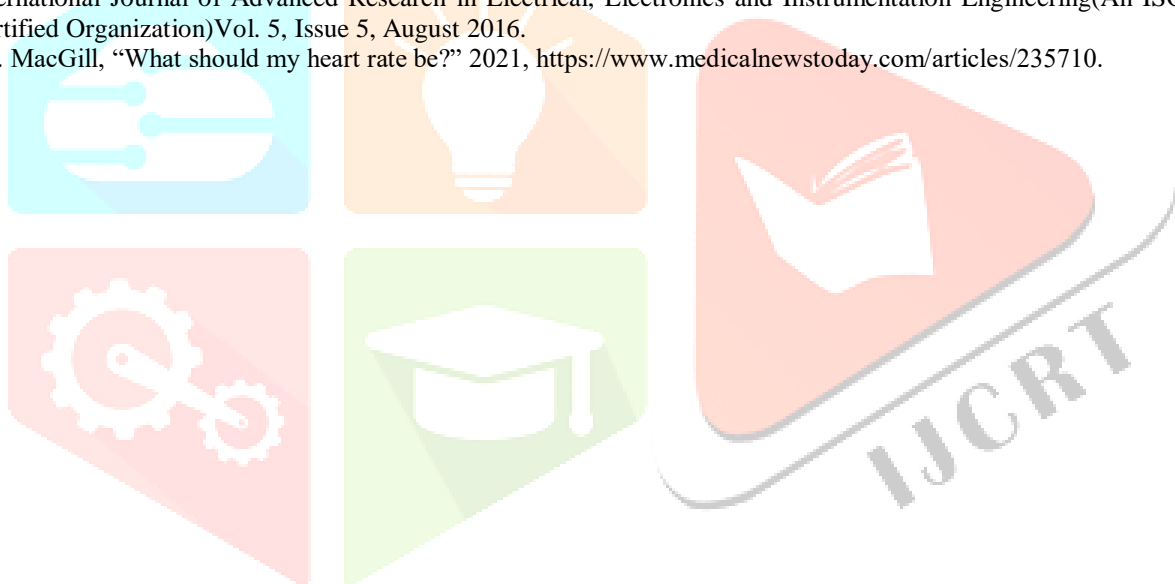 ernational Journal of Advanced Research in Electrical, Electronics and Instrumentation Engineering(An ISO
rtified Organization)Vol. 5, Issue 5, August 2016.
. MacGill, “What should my heart rate be?” 2021, https://www.medicalnewstoday.com/articles/235710.
IJCRT